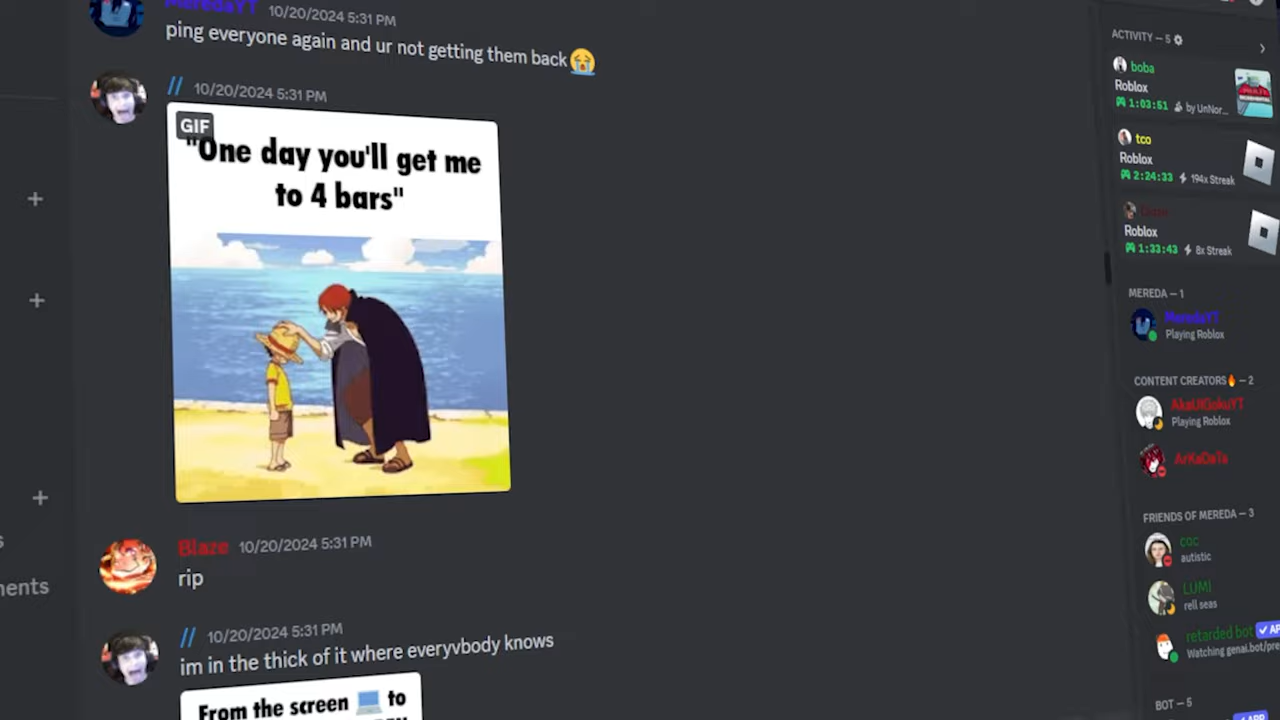 MeredaYT 10/20/2024 5:31 PM
ping everyone again and ur not getting them back😭
// 10/20/2024 5:31 PM
GIF
"One day you'll get me
to 4 bars"
Blaze 10/20/2024 5:31 PM
rip
// 10/20/2024 5:31 PM
im in the thick of it where everyvbody knows
From the screen 💻 to
ments
ACTIVITY — 5
boba
Roblox
1:03:51 by UnNor...
tco
Roblox
2:24:33 194x Streak
Roblox
1:33:43 8x Streak
MEREDA — 1
MeredaYT
Playing Roblox
CONTENT CREATORS🔥 — 2
Playing Roblox
ArKaDaTa
FRIENDS OF MEREDA — 3
coc
autistic
LUMI
rell seas
retarded bot ✓ AP
Watching genai.bot/pre
BOT — 5
APP